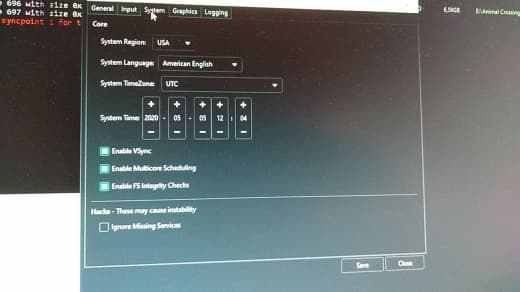 696 with size 0x
697 with size 0x
syncpoint 1 for t
General Input System Graphics Logging
6.59GB E:\Animal Crossing
Core
System Region: USA
System Language: American English
System TimeZone: UTC
+ + + + +
System Time: 2020 - 05 - 05 12 : 04
− − − − −
Enable VSync
Enable Multicore Scheduling
Enable FS Integrity Checks
Hacks - These may cause instability
Ignore Missing Services
Save Close